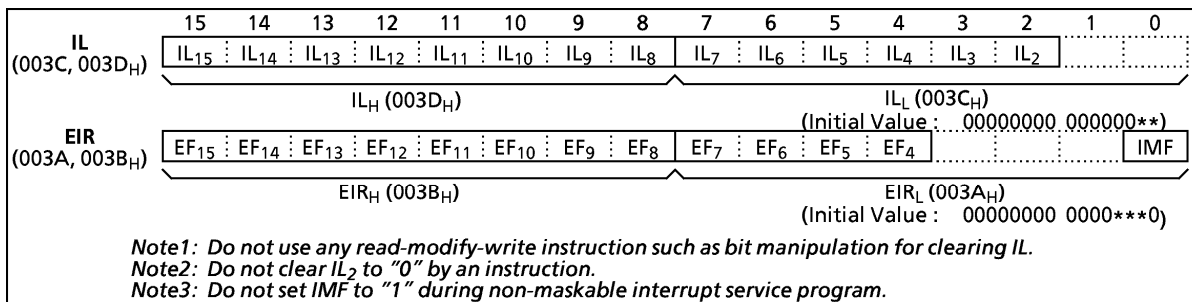 15 14 13 12 11 10 9 8 7 6 5 4 3 2 1 0
IL
(003C, 003DH)
IL15 IL14 IL13 IL12 IL11 IL10 IL9 IL8 IL7 IL6 IL5 IL4 IL3 IL2
ILH (003DH) ILL (003CH)
(Initial Value : 00000000 000000**)
EIR
(003A, 003BH)
EF15 EF14 EF13 EF12 EF11 EF10 EF9 EF8 EF7 EF6 EF5 EF4 IMF
EIRH (003BH) EIRL (003AH)
(Initial Value : 00000000 0000***0)
Note1: Do not use any read-modify-write instruction such as bit manipulation for clearing IL.
Note2: Do not clear IL2 to "0" by an instruction.
Note3: Do not set IMF to "1" during non-maskable interrupt service program.